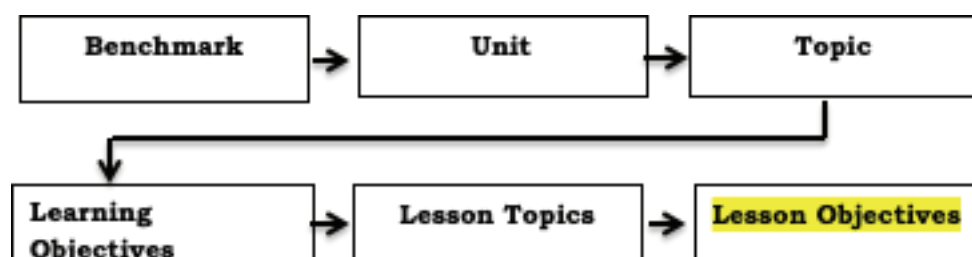 Benchmark
Unit
Topic
Learning
Objectives
Lesson Topics
Lesson Objectives